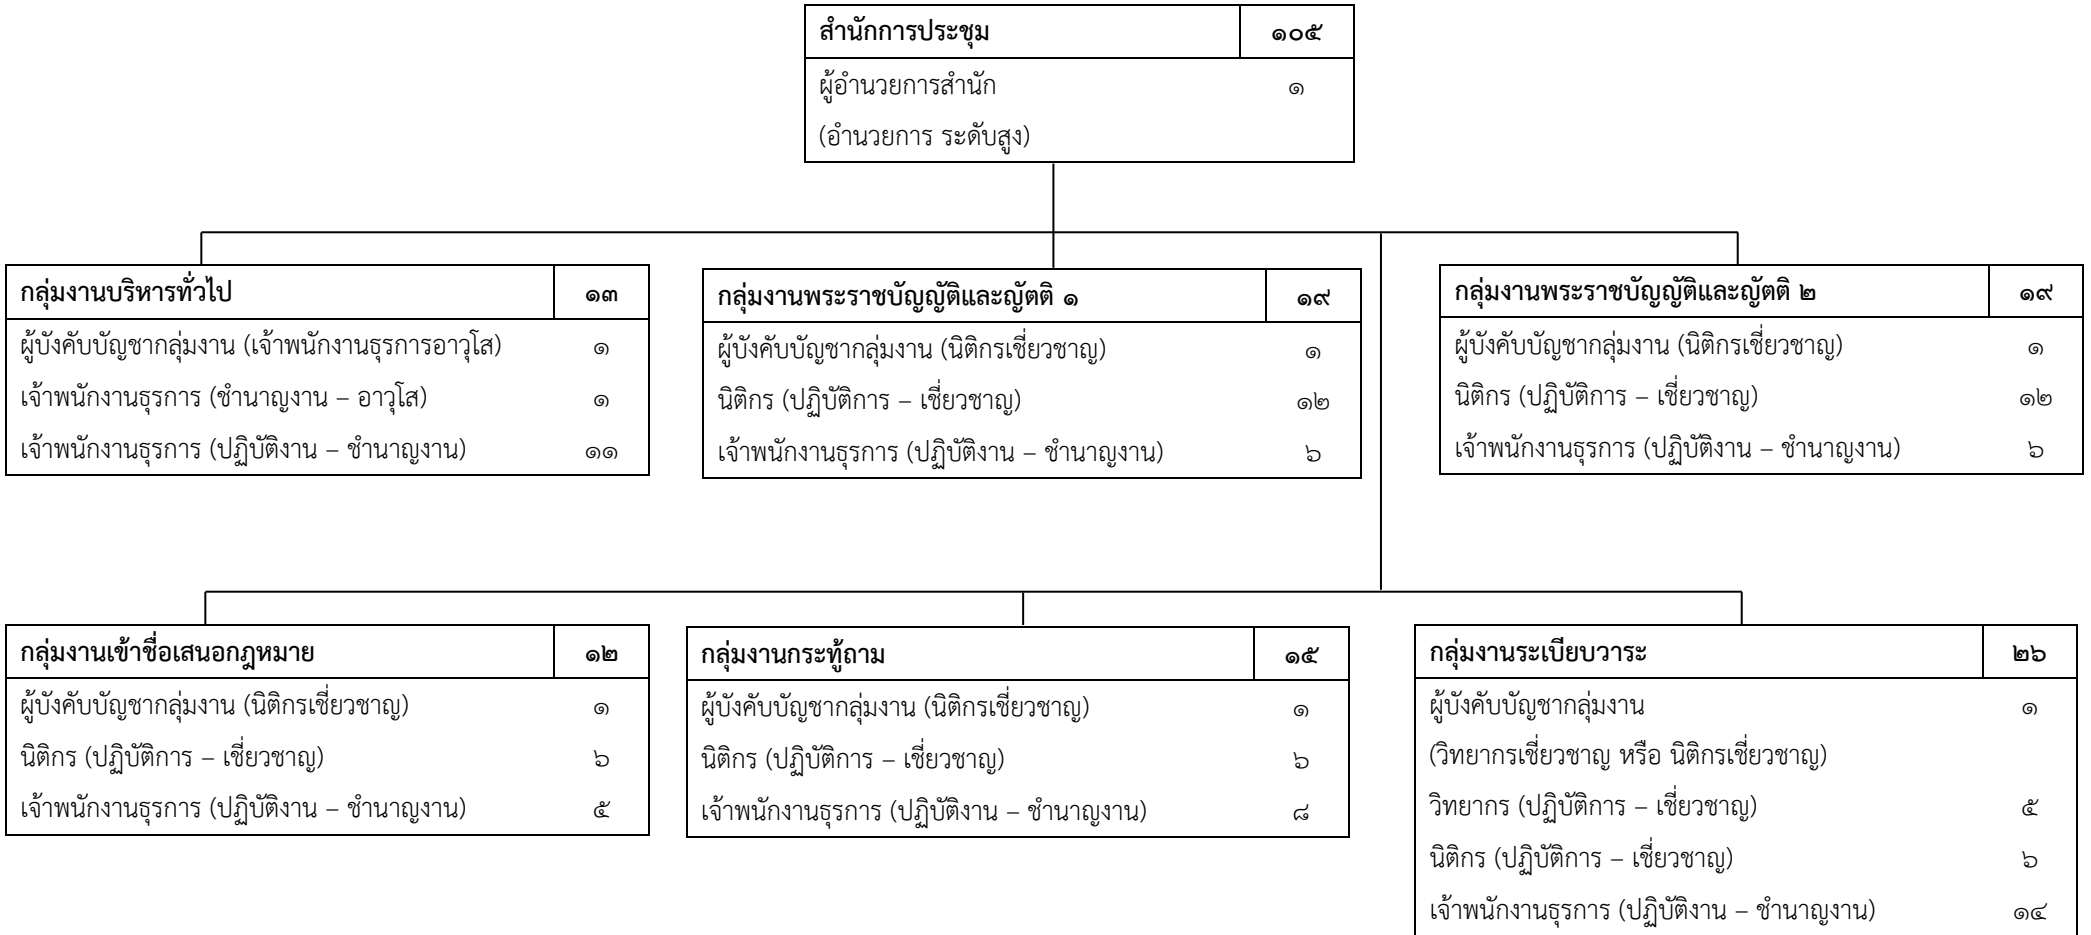 สำนักการประชุม ๑๐๕
ผู้อำนวยการสำนัก ๑
(อำนวยการ ระดับสูง)
กลุ่มงานบริหารทั่วไป ๑๓
ผู้บังคับบัญชากลุ่มงาน (เจ้าพนักงานธุรการอาวุโส) ๑
เจ้าพนักงานธุรการ (ชำนาญงาน – อาวุโส) ๑
เจ้าพนักงานธุรการ (ปฏิบัติงาน – ชำนาญงาน) ๑๑
กลุ่มงานพระราชบัญญัติและญัตติ ๑ ๑๙
ผู้บังคับบัญชากลุ่มงาน (นิติกรเชี่ยวชาญ) ๑
นิติกร (ปฏิบัติการ – เชี่ยวชาญ) ๑๒
เจ้าพนักงานธุรการ (ปฏิบัติงาน – ชำนาญงาน) ๖
กลุ่มงานพระราชบัญญัติและญัตติ ๒ ๑๙
ผู้บังคับบัญชากลุ่มงาน (นิติกรเชี่ยวชาญ) ๑
นิติกร (ปฏิบัติการ – เชี่ยวชาญ) ๑๒
เจ้าพนักงานธุรการ (ปฏิบัติงาน – ชำนาญงาน) ๖
กลุ่มงานเข้าชื่อเสนอกฎหมาย ๑๒
ผู้บังคับบัญชากลุ่มงาน (นิติกรเชี่ยวชาญ) ๑
นิติกร (ปฏิบัติการ – เชี่ยวชาญ) ๖
เจ้าพนักงานธุรการ (ปฏิบัติงาน – ชำนาญงาน) ๕
กลุ่มงานกระทู้ถาม ๑๕
ผู้บังคับบัญชากลุ่มงาน (นิติกรเชี่ยวชาญ) ๑
นิติกร (ปฏิบัติการ – เชี่ยวชาญ) ๖
เจ้าพนักงานธุรการ (ปฏิบัติงาน – ชำนาญงาน) ๘
กลุ่มงานระเบียบวาระ ๒๖
ผู้บังคับบัญชากลุ่มงาน ๑
(วิทยากรเชี่ยวชาญ หรือ นิติกรเชี่ยวชาญ)
วิทยากร (ปฏิบัติการ – เชี่ยวชาญ) ๕
นิติกร (ปฏิบัติการ – เชี่ยวชาญ) ๖
เจ้าพนักงานธุรการ (ปฏิบัติงาน – ชำนาญงาน) ๑๔